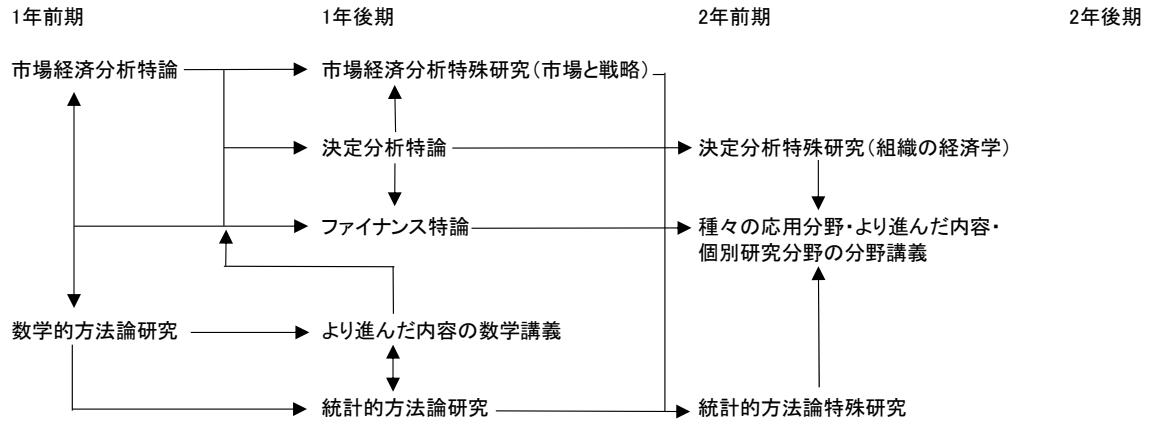 1年前期
1年後期
2年前期
2年後期
市場経済分析特論
市場経済分析特殊研究(市場と戦略)
決定分析特論
決定分析特殊研究(組織の経済学)
ファイナンス特論
種々の応用分野・より進んだ内容・
個別研究分野の分野講義
数学的方法論研究
より進んだ内容の数学講義
統計的方法論研究
統計的方法論特殊研究